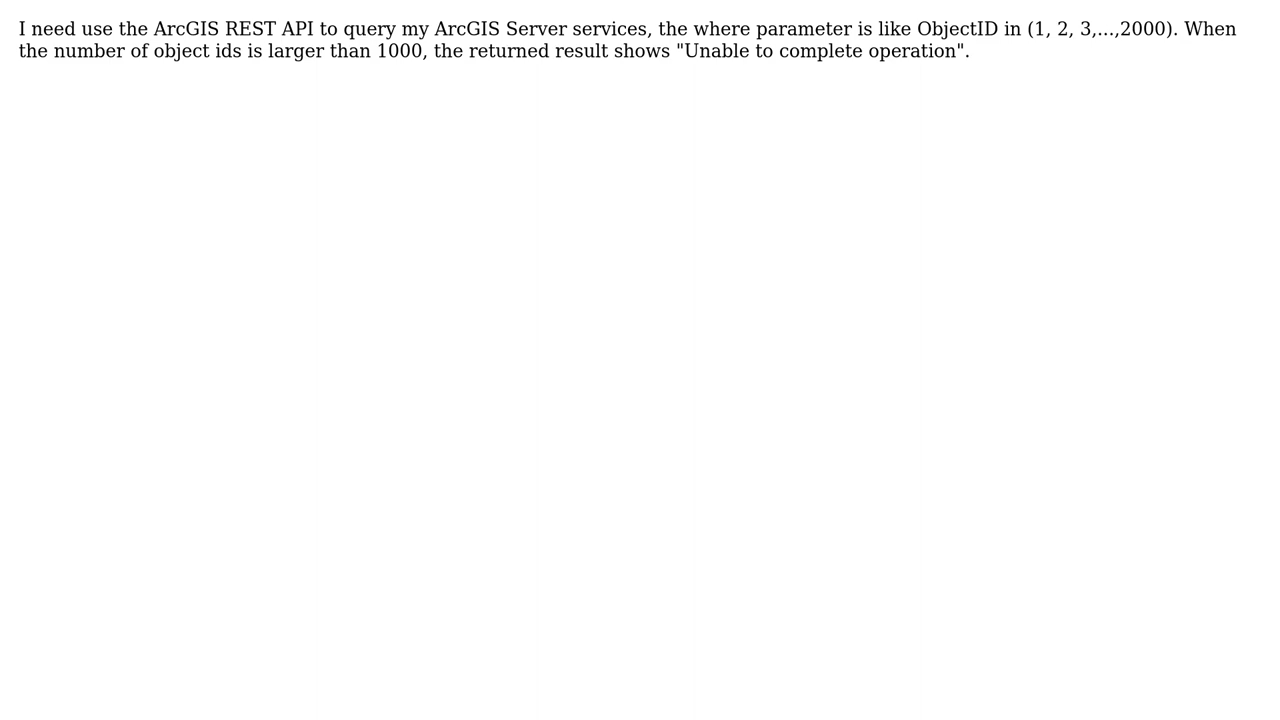 I need use the ArcGIS REST API to query my ArcGIS Server services, the where parameter is like ObjectID in (1, 2, 3,...,2000). When
the number of object ids is larger than 1000, the returned result shows "Unable to complete operation".